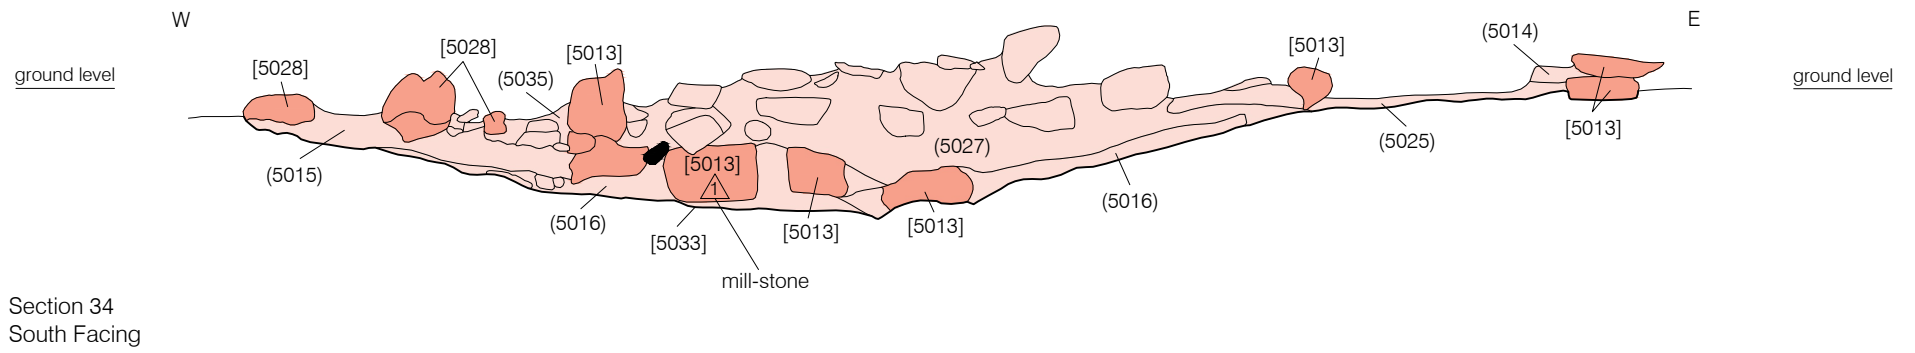 W
E
[5028]
[5028]
(5035)
[5013]
[5013]
(5014)
ground level
ground level
(5015)
[5013]
1
(5027)
[5013]
(5025)
(5016)
(5016)
[5033]
[5013]
[5013]
mill-stone
Section 34
South Facing